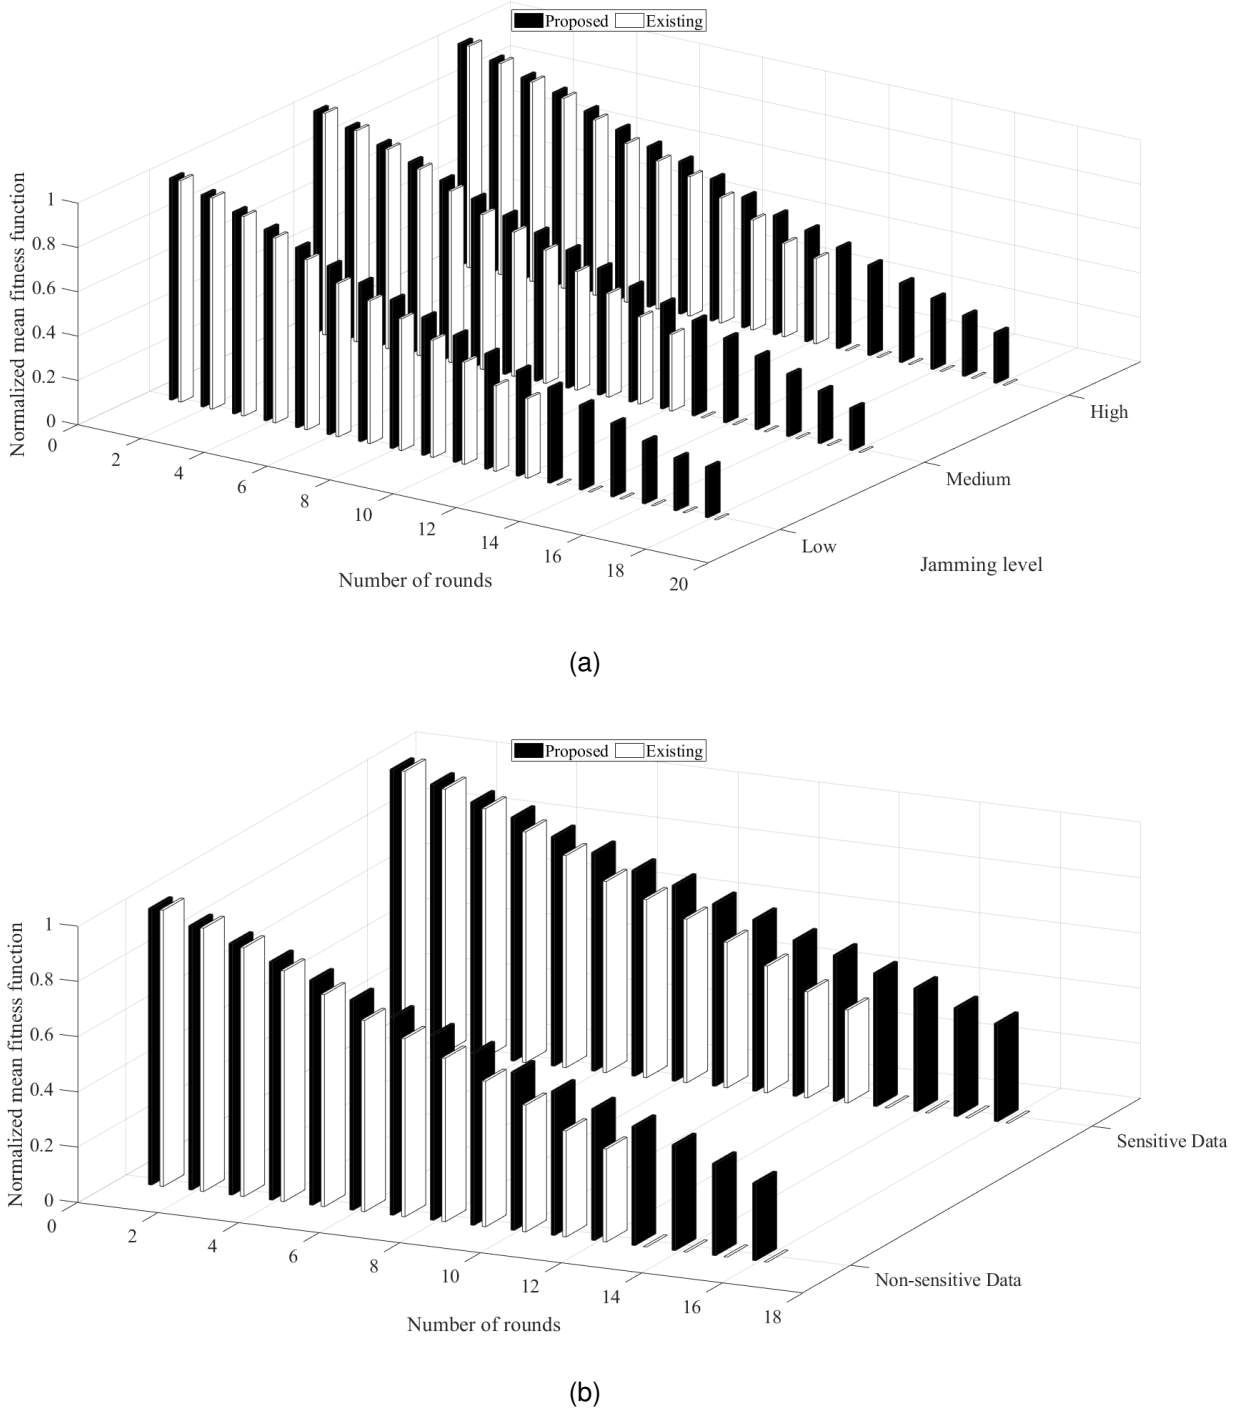 Proposed Existing
Normalized mean fitness function
1
0.8
0.6
0.4
0.2
0
0
2
4
6
8
10
12
14
16
18
20
Number of rounds
Low
Medium
High
Jamming level
(a)
Proposed Existing
Normalized mean fitness function
1
0.8
0.6
0.4
0.2
0
0
2
4
6
8
10
12
14
16
18
Number of rounds
Non-sensitive Data
Sensitive Data
(b)